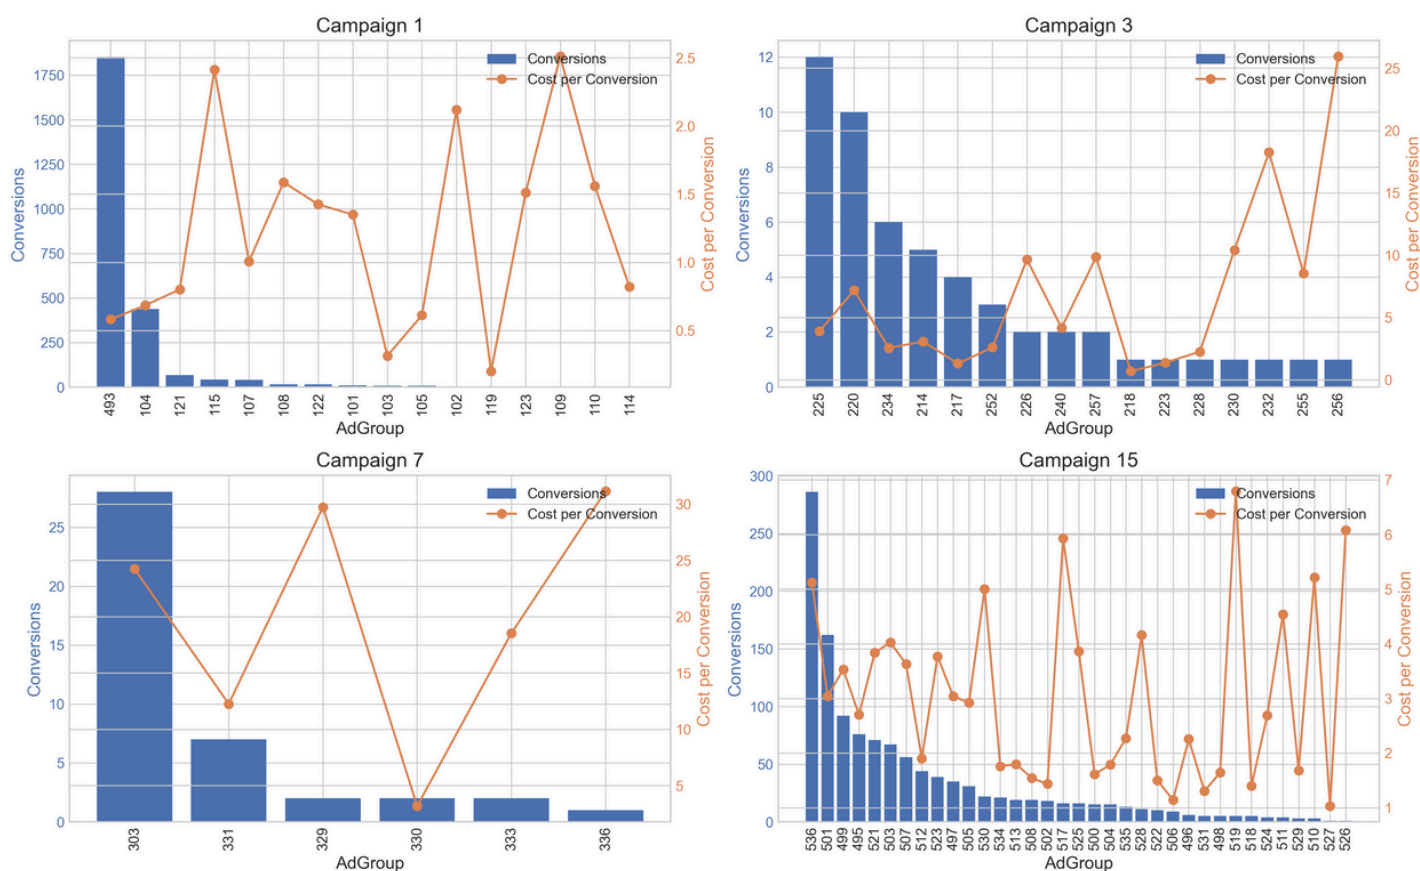 Campaign 1
Conversions
Cost per Conversion
1750
1500
1250
1000
750
500
250
0
Conversions
2.5
2.0
1.5
1.0
0.5
Cost per Conversion
493 104 121 115 107 108 122 101 103 105 102 119 123 109 110 114
AdGroup
Campaign 3
Conversions
Cost per Conversion
12
10
8
6
4
2
0
Conversions
25
20
15
10
5
0
Cost per Conversion
225 220 234 214 217 252 226 240 257 218 223 228 230 232 255 256
AdGroup
Campaign 7
Conversions
Cost per Conversion
25
20
15
10
5
0
Conversions
30
25
20
15
10
5
Cost per Conversion
303 331 329 330 333 336
AdGroup
Campaign 15
Conversions
Cost per Conversion
300
250
200
150
100
50
0
Conversions
7
6
5
4
3
2
1
Cost per Conversion
536 501 499 495 521 503 507 512 523 497 505 530 534 513 508 502 517 525 500 504 535 528 522 506 496 531 498 519 518 524 511 529 510 527 526
AdGroup